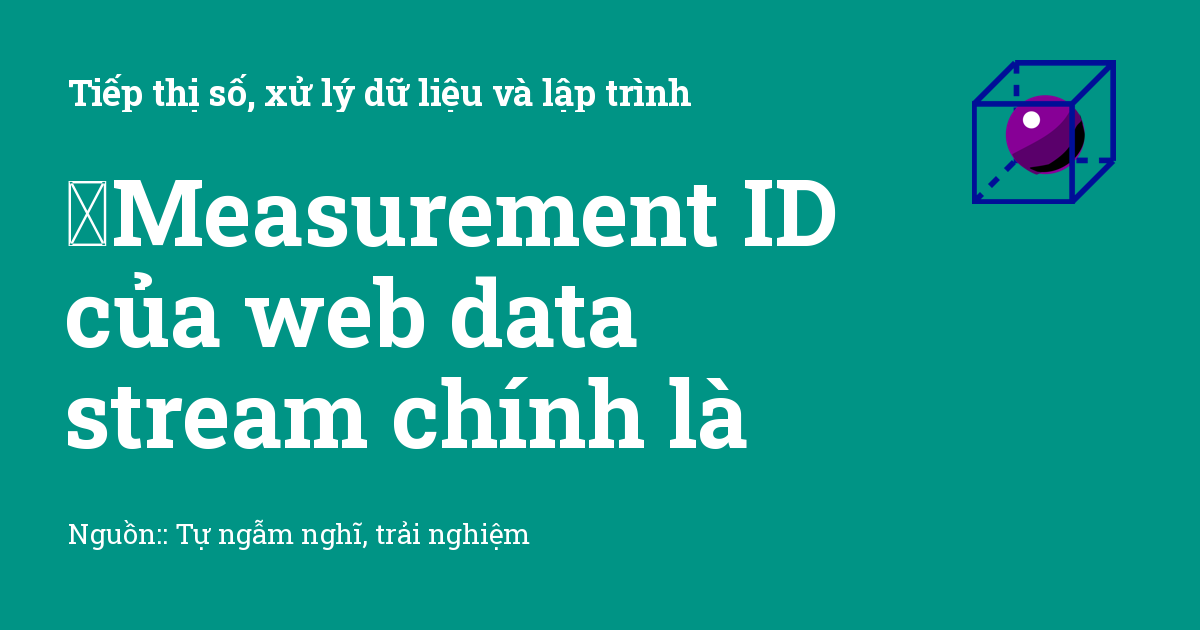 Tiếp thị số, xử lý dữ liệu và lập trình
Measurement ID
của web data
stream chính là
Nguồn:: Tự ngẫm nghĩ, trải nghiệm